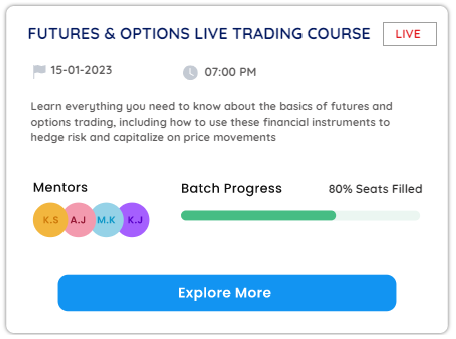 FUTURES & OPTIONS LIVE TRADING COURSE LIVE
15-01-2023 07:00 PM
Learn everything you need to know about the basics of futures and
options trading, including how to use these financial instruments to
hedge risk and capitalize on price movements
Mentors Batch Progress 80% Seats Filled
K.S A.J M.K K.J
Explore More